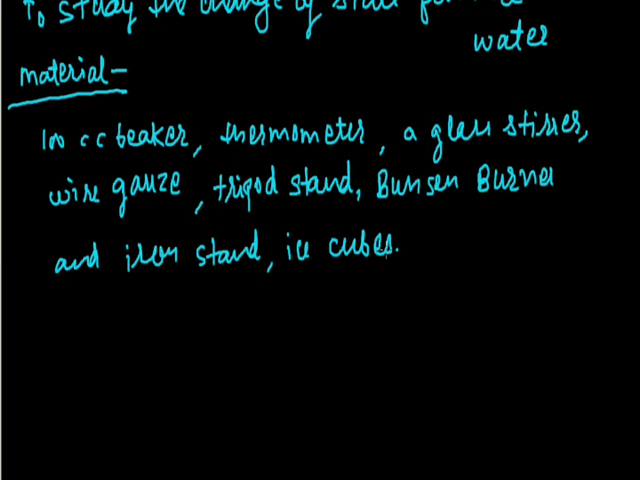 To study the change of state
water
material-
100 cc beaker, thermometer, a glass stirrer,
wire gauze, tripod stand, Bunsen Burner
and iron stand, ice cubes.